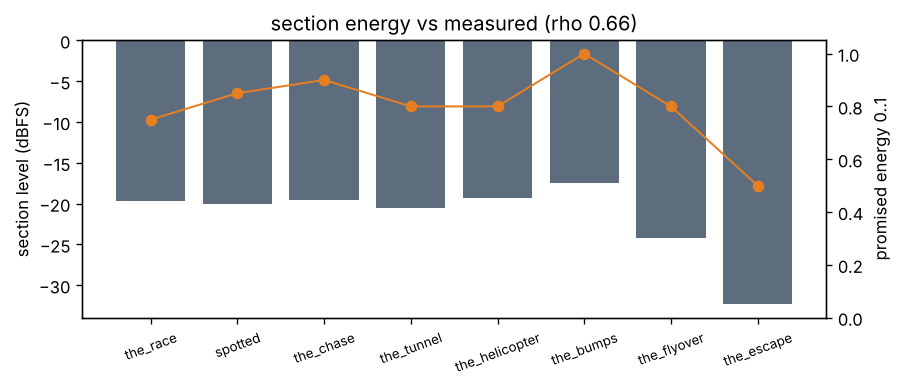 section energy vs measured (rho 0.66)
section level (dBFS)
0
−5
−10
−15
−20
−25
−30
1.0
0.8
0.6
0.4
0.2
0.0
promised energy 0..1
the_race
spotted
the_chase
the_tunnel
the_helicopter
the_bumps
the_flyover
the_escape